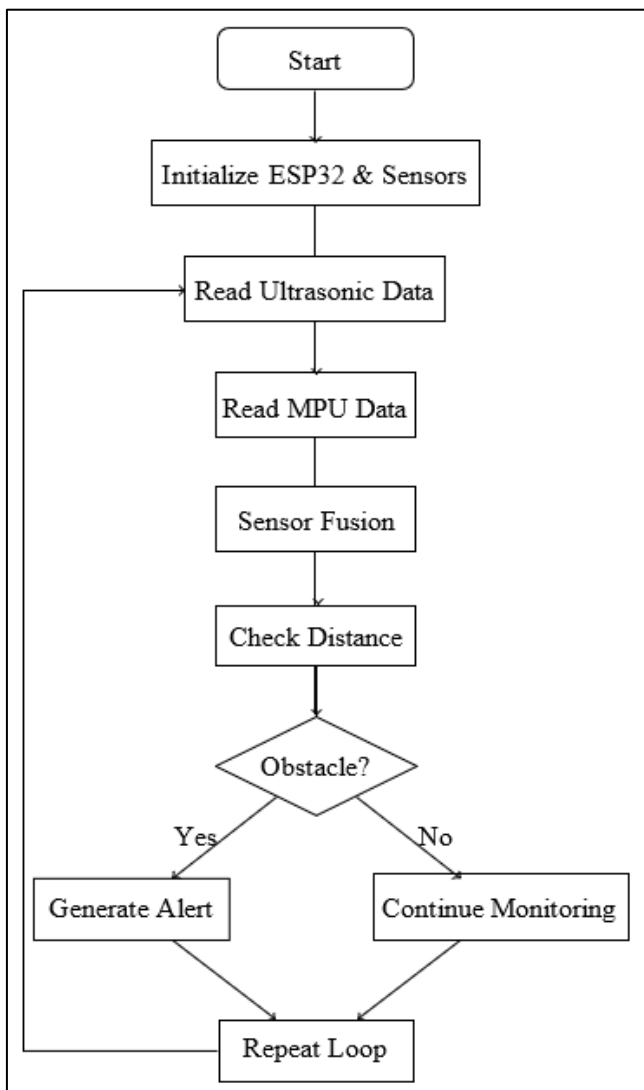 Start
Initialize ESP32 & Sensors
Read Ultrasonic Data
Read MPU Data
Sensor Fusion
Check Distance
Obstacle?
Yes
No
Generate Alert
Continue Monitoring
Repeat Loop